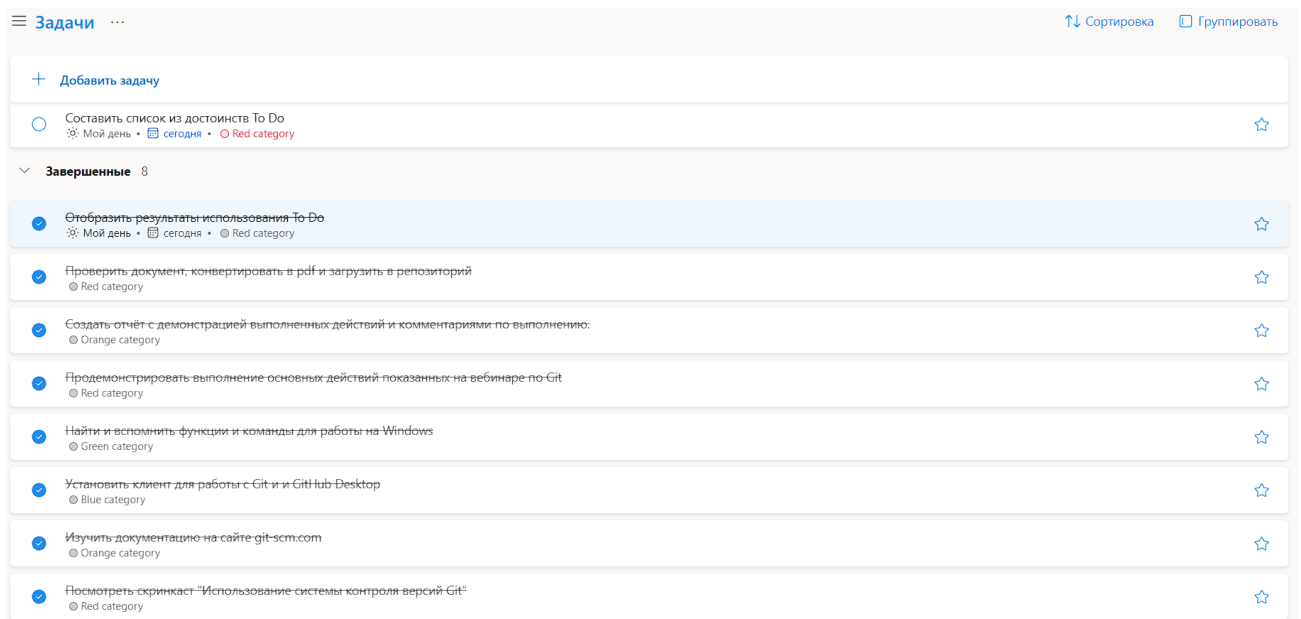 Задачи ...
Сортировка Группировать
Добавить задачу
Составить список из достоинств To Do
Мой день • сегодня • Red category
Завершенные 8
Отобразить результаты использования To Do
Мой день • сегодня • Red category
Проверить документ, конвертировать в pdf и загрузить в репозиторий
Red category
Создать отчёт с демонстрацией выполненных действий и комментариями по выполнению.
Orange category
Продемонстрировать выполнение основных действий показанных на вебинаре по Git
Red category
Найти и вспомнить функции и команды для работы на Windows
Green category
Установить клиент для работы с Git и и GitHub Desktop
Blue category
Изучить документацию на сайте git-scm.com
Orange category
Посмотреть скринкаст "Использование системы контроля версий Git"
Red category